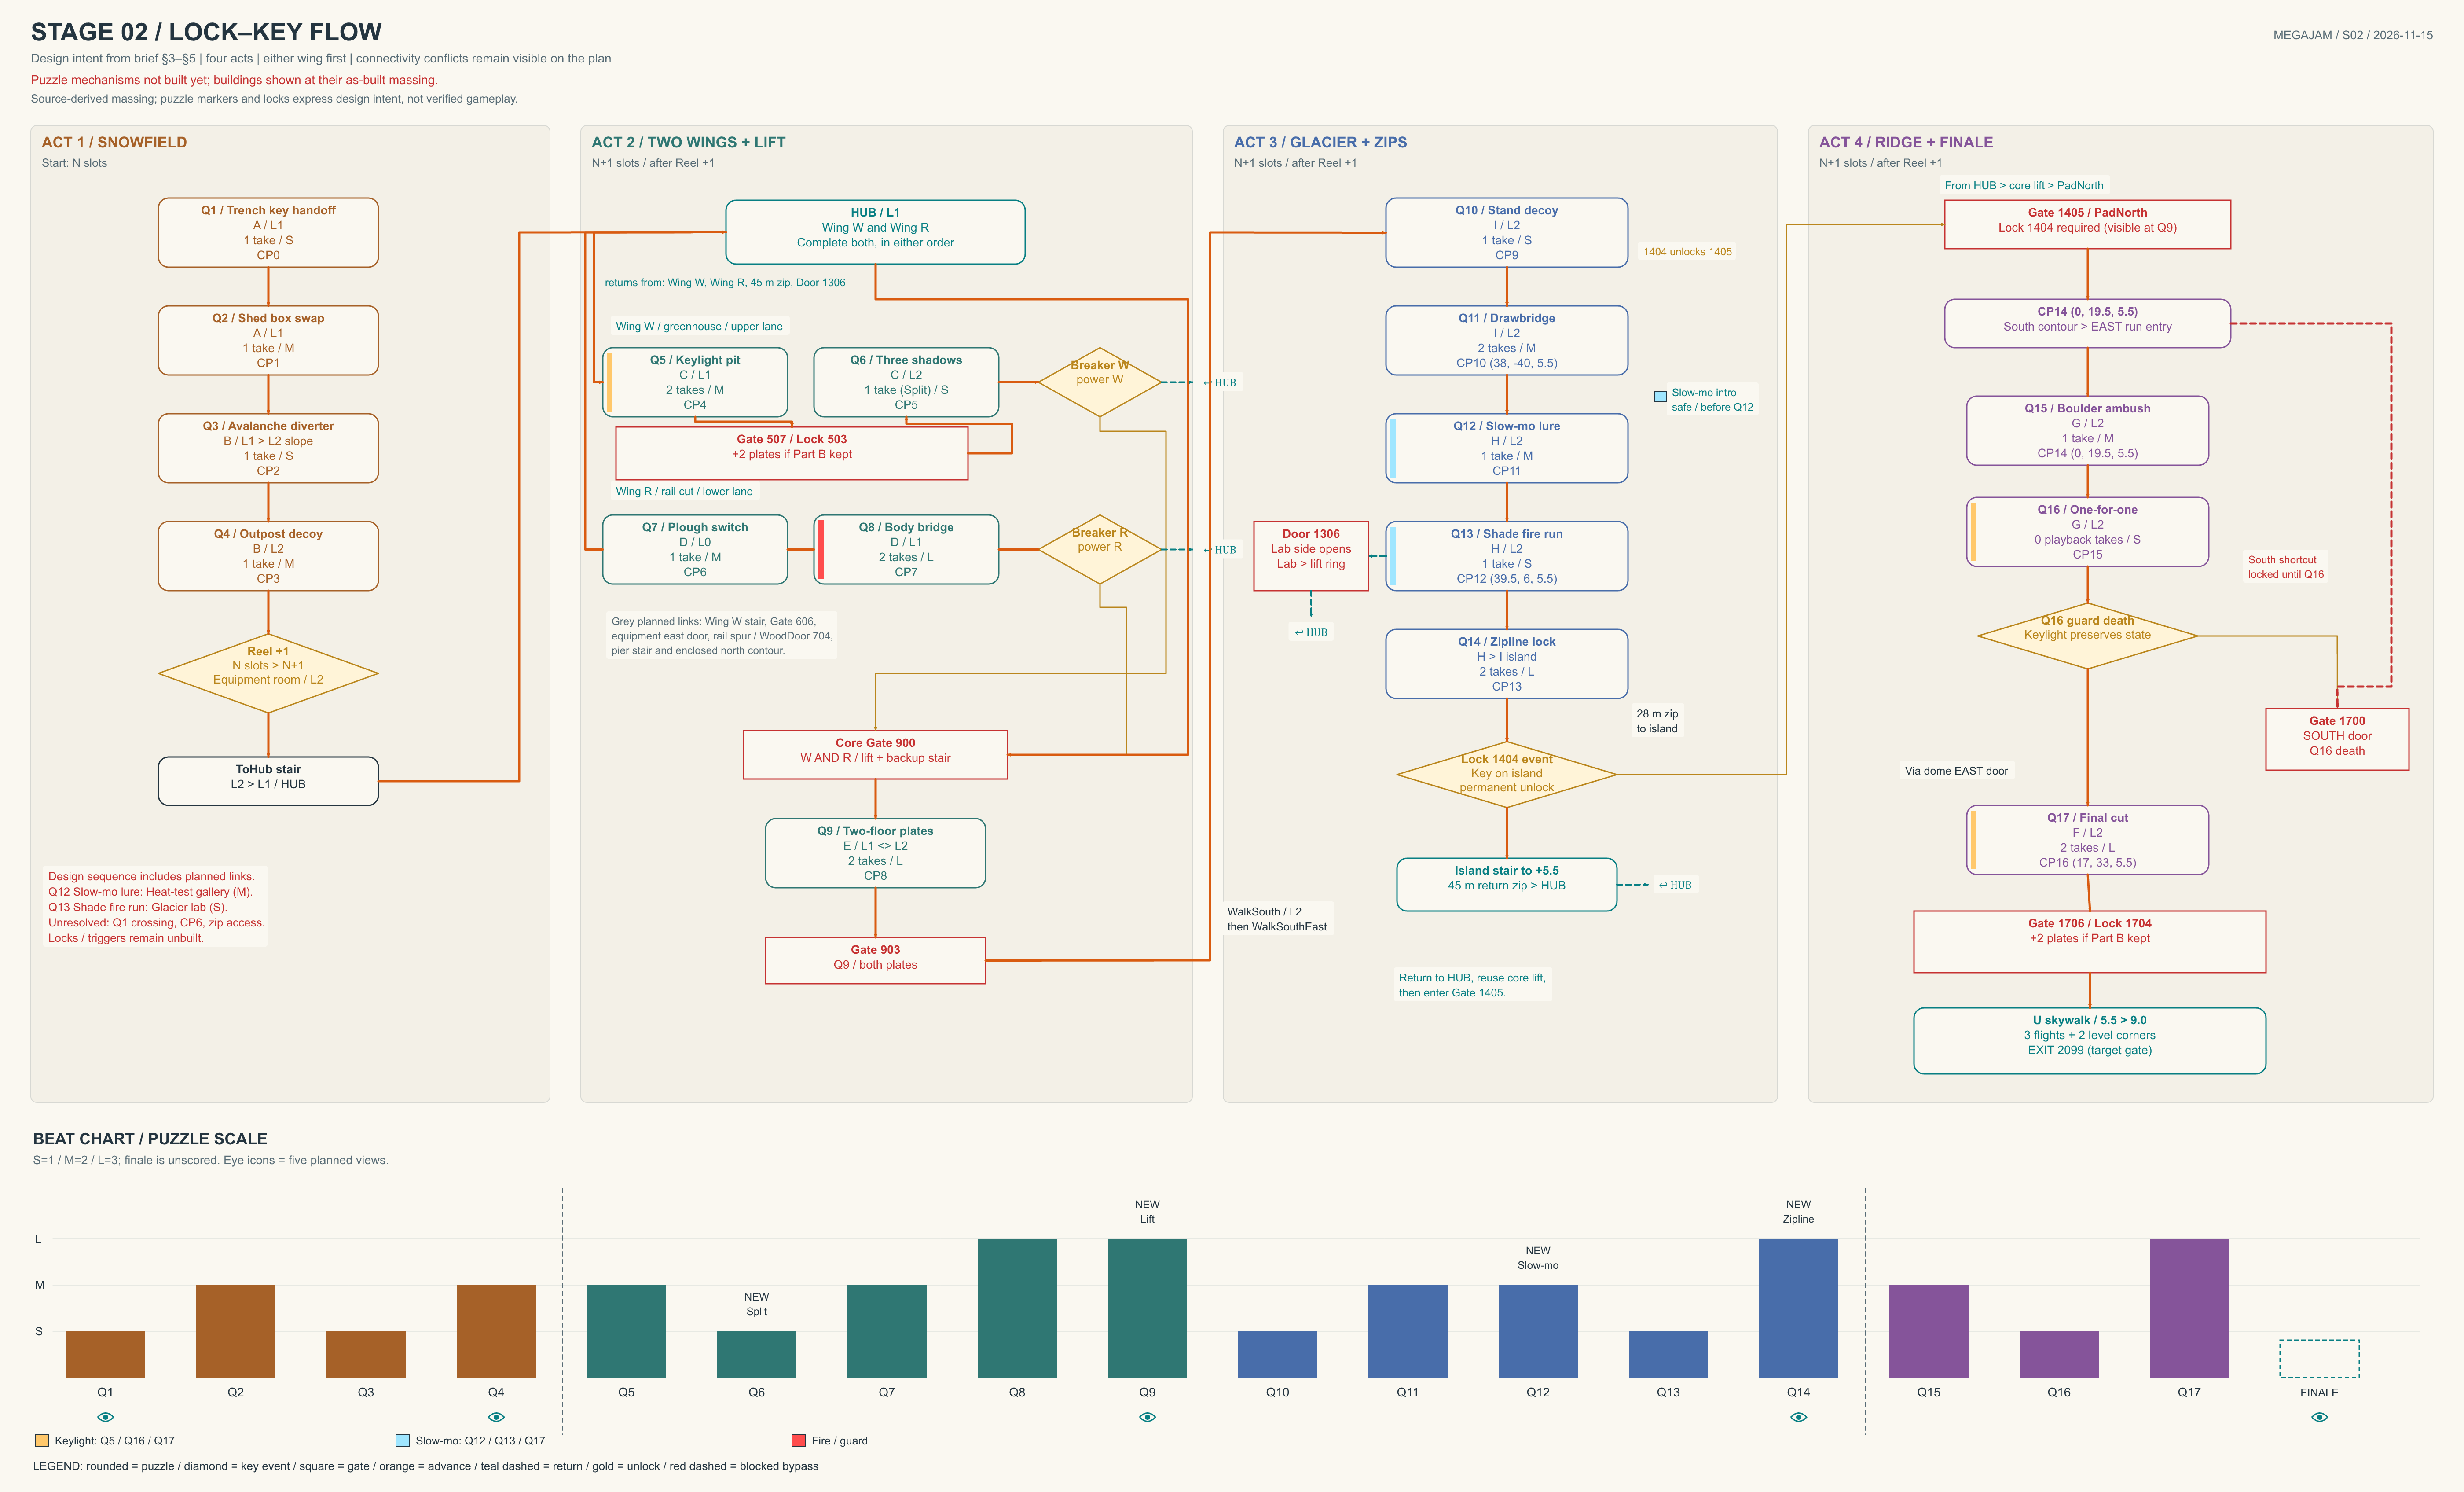 STAGE 02 / LOCK–KEY FLOW
MEGAJAM / S02 / 2026-11-15
Design intent from brief §3–§5 | four acts | either wing first | connectivity conflicts remain visible on the plan
Puzzle mechanisms not built yet; buildings shown at their as-built massing.
Source-derived massing; puzzle markers and locks express design intent, not verified gameplay.
ACT 1 / SNOWFIELD
Start: N slots
Q1 / Trench key handoff
A / L1
1 take / S
CP0
Q2 / Shed box swap
A / L1
1 take / M
CP1
Q3 / Avalanche diverter
B / L1 > L2 slope
1 take / S
CP2
Q4 / Outpost decoy
B / L2
1 take / M
CP3
Reel +1
N slots > N+1
Equipment room / L2
ToHub stair
L2 > L1 / HUB
Design sequence includes planned links.
Q12 Slow-mo lure: Heat-test gallery (M).
Q13 Shade fire run: Glacier lab (S).
Unresolved: Q1 crossing, CP6, zip access.
Locks / triggers remain unbuilt.
ACT 2 / TWO WINGS + LIFT
N+1 slots / after Reel +1
HUB / L1
Wing W and Wing R
Complete both, in either order
returns from: Wing W, Wing R, 45 m zip, Door 1306
Wing W / greenhouse / upper lane
Q5 / Keylight pit
C / L1
2 takes / M
CP4
Q6 / Three shadows
C / L2
1 take (Split) / S
CP5
Breaker W
power W
↩ HUB
Gate 507 / Lock 503
+2 plates if Part B kept
Wing R / rail cut / lower lane
Q7 / Plough switch
D / L0
1 take / M
CP6
Q8 / Body bridge
D / L1
2 takes / L
CP7
Breaker R
power R
↩ HUB
Grey planned links: Wing W stair, Gate 606,
equipment east door, rail spur / WoodDoor 704,
pier stair and enclosed north contour.
Core Gate 900
W AND R / lift + backup stair
Q9 / Two-floor plates
E / L1 <> L2
2 takes / L
CP8
Gate 903
Q9 / both plates
ACT 3 / GLACIER + ZIPS
N+1 slots / after Reel +1
Q10 / Stand decoy
I / L2
1 take / S
CP9
1404 unlocks 1405
Q11 / Drawbridge
I / L2
2 takes / M
CP10 (38, -40, 5.5)
Slow-mo intro
safe / before Q12
Q12 / Slow-mo lure
H / L2
1 take / M
CP11
Door 1306
Lab side opens
Lab > lift ring
↩ HUB
Q13 / Shade fire run
H / L2
1 take / S
CP12 (39.5, 6, 5.5)
Q14 / Zipline lock
H > I island
2 takes / L
CP13
28 m zip
to island
Lock 1404 event
Key on island
permanent unlock
Island stair to +5.5
45 m return zip > HUB
↩ HUB
WalkSouth / L2
then WalkSouthEast
Return to HUB, reuse core lift,
then enter Gate 1405.
ACT 4 / RIDGE + FINALE
N+1 slots / after Reel +1
From HUB > core lift > PadNorth
Gate 1405 / PadNorth
Lock 1404 required (visible at Q9)
CP14 (0, 19.5, 5.5)
South contour > EAST run entry
Q15 / Boulder ambush
G / L2
1 take / M
CP14 (0, 19.5, 5.5)
Q16 / One-for-one
G / L2
0 playback takes / S
CP15
South shortcut
locked until Q16
Q16 guard death
Keylight preserves state
Gate 1700
SOUTH door
Q16 death
Via dome EAST door
Q17 / Final cut
F / L2
2 takes / L
CP16 (17, 33, 5.5)
Gate 1706 / Lock 1704
+2 plates if Part B kept
U skywalk / 5.5 > 9.0
3 flights + 2 level corners
EXIT 2099 (target gate)
BEAT CHART / PUZZLE SCALE
S=1 / M=2 / L=3; finale is unscored. Eye icons = five planned views.
L
M
S
NEW
Split
NEW
Lift
NEW
Slow-mo
NEW
Zipline
Q1
Q2
Q3
Q4
Q5
Q6
Q7
Q8
Q9
Q10
Q11
Q12
Q13
Q14
Q15
Q16
Q17
FINALE
Keylight: Q5 / Q16 / Q17
Slow-mo: Q12 / Q13 / Q17
Fire / guard
LEGEND: rounded = puzzle / diamond = key event / square = gate / orange = advance / teal dashed = return / gold = unlock / red dashed = blocked bypass